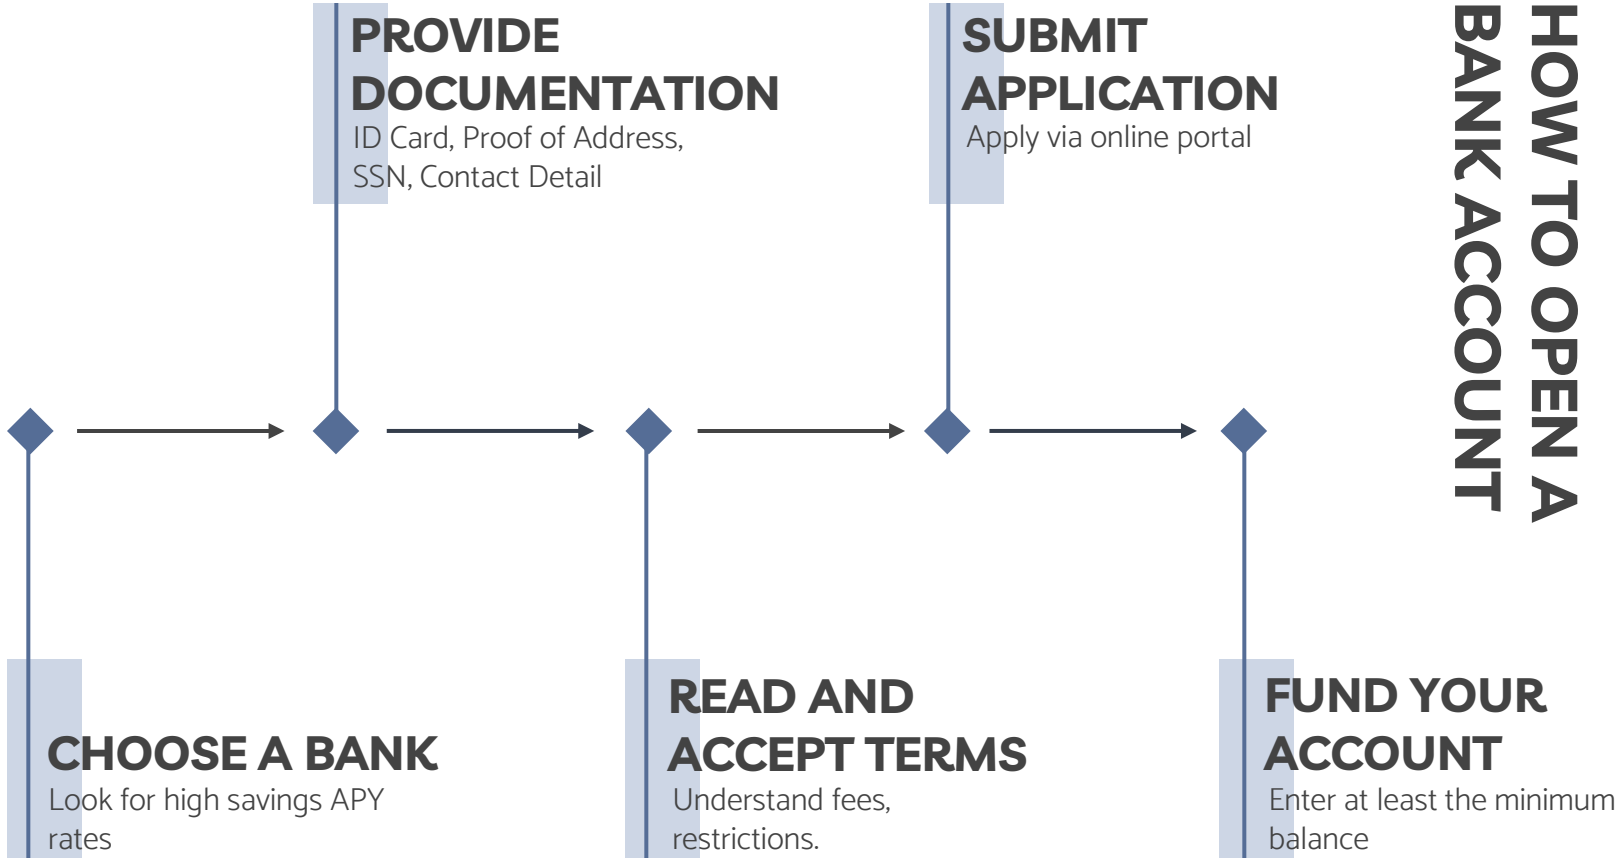 HOW TO OPEN A
BANK ACCOUNT
CHOOSE A BANK
Look for high savings APY
rates
PROVIDE
DOCUMENTATION
ID Card, Proof of Address,
SSN, Contact Detail
READ AND
ACCEPT TERMS
Understand fees,
restrictions.
SUBMIT
APPLICATION
Apply via online portal
FUND YOUR
ACCOUNT
Enter at least the minimum
balance